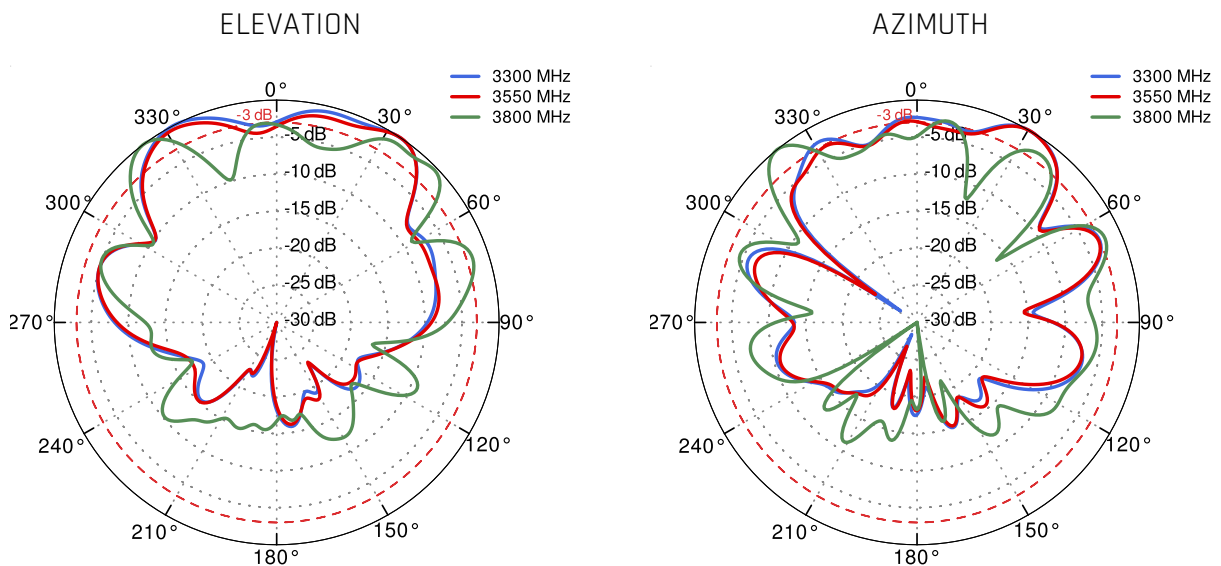 ELEVATION
3300 MHz
3550 MHz
3800 MHz
0°
30°
60°
90°
120°
150°
180°
210°
240°
270°
300°
330°
-3 dB
-5 dB
-10 dB
-15 dB
-20 dB
-25 dB
-30 dB
AZIMUTH
3300 MHz
3550 MHz
3800 MHz
0°
30°
60°
90°
120°
150°
180°
210°
240°
270°
300°
330°
-3 dB
-5 dB
-10 dB
-15 dB
-20 dB
-25 dB
-30 dB